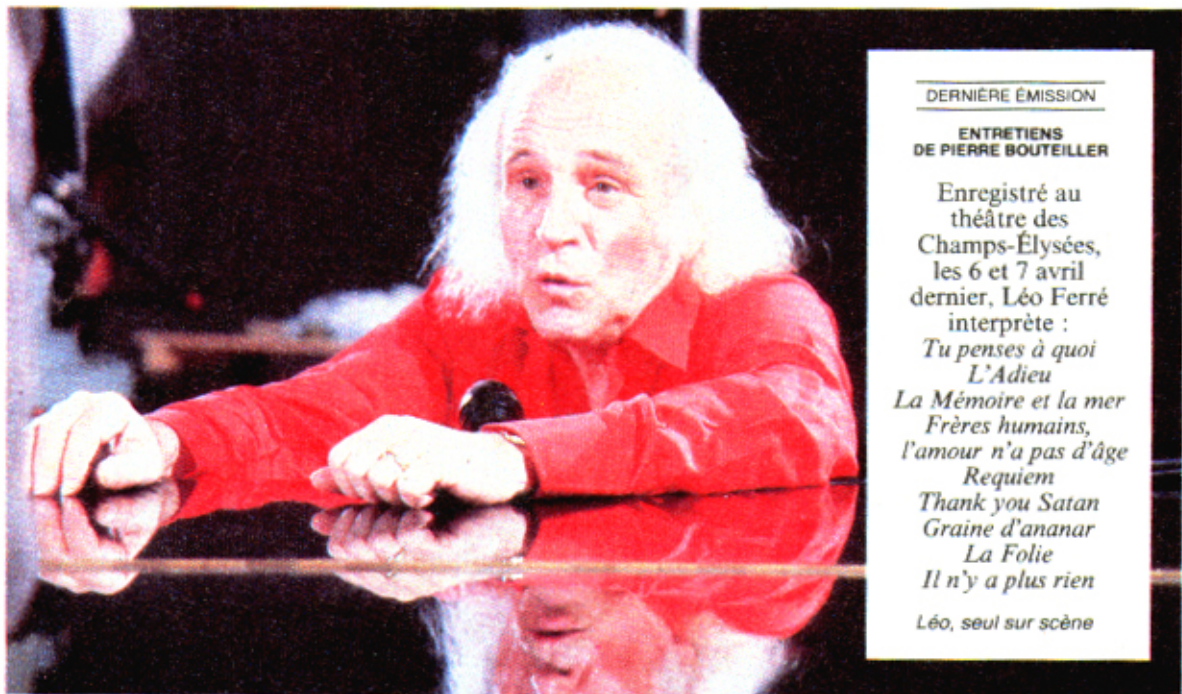 DERNIÈRE ÉMISSION
ENTRETIENS
DE PIERRE BOUTEILLER
Enregistré au
théâtre des
Champs-Élysées,
les 6 et 7 avril
dernier, Léo Ferré
interprète :
Tu penses à quoi
L'Adieu
La Mémoire et la mer
Frères humains,
l'amour n'a pas d'âge
Requiem
Thank you Satan
Graine d'ananar
La Folie
Il n'y a plus rien
Léo, seul sur scène